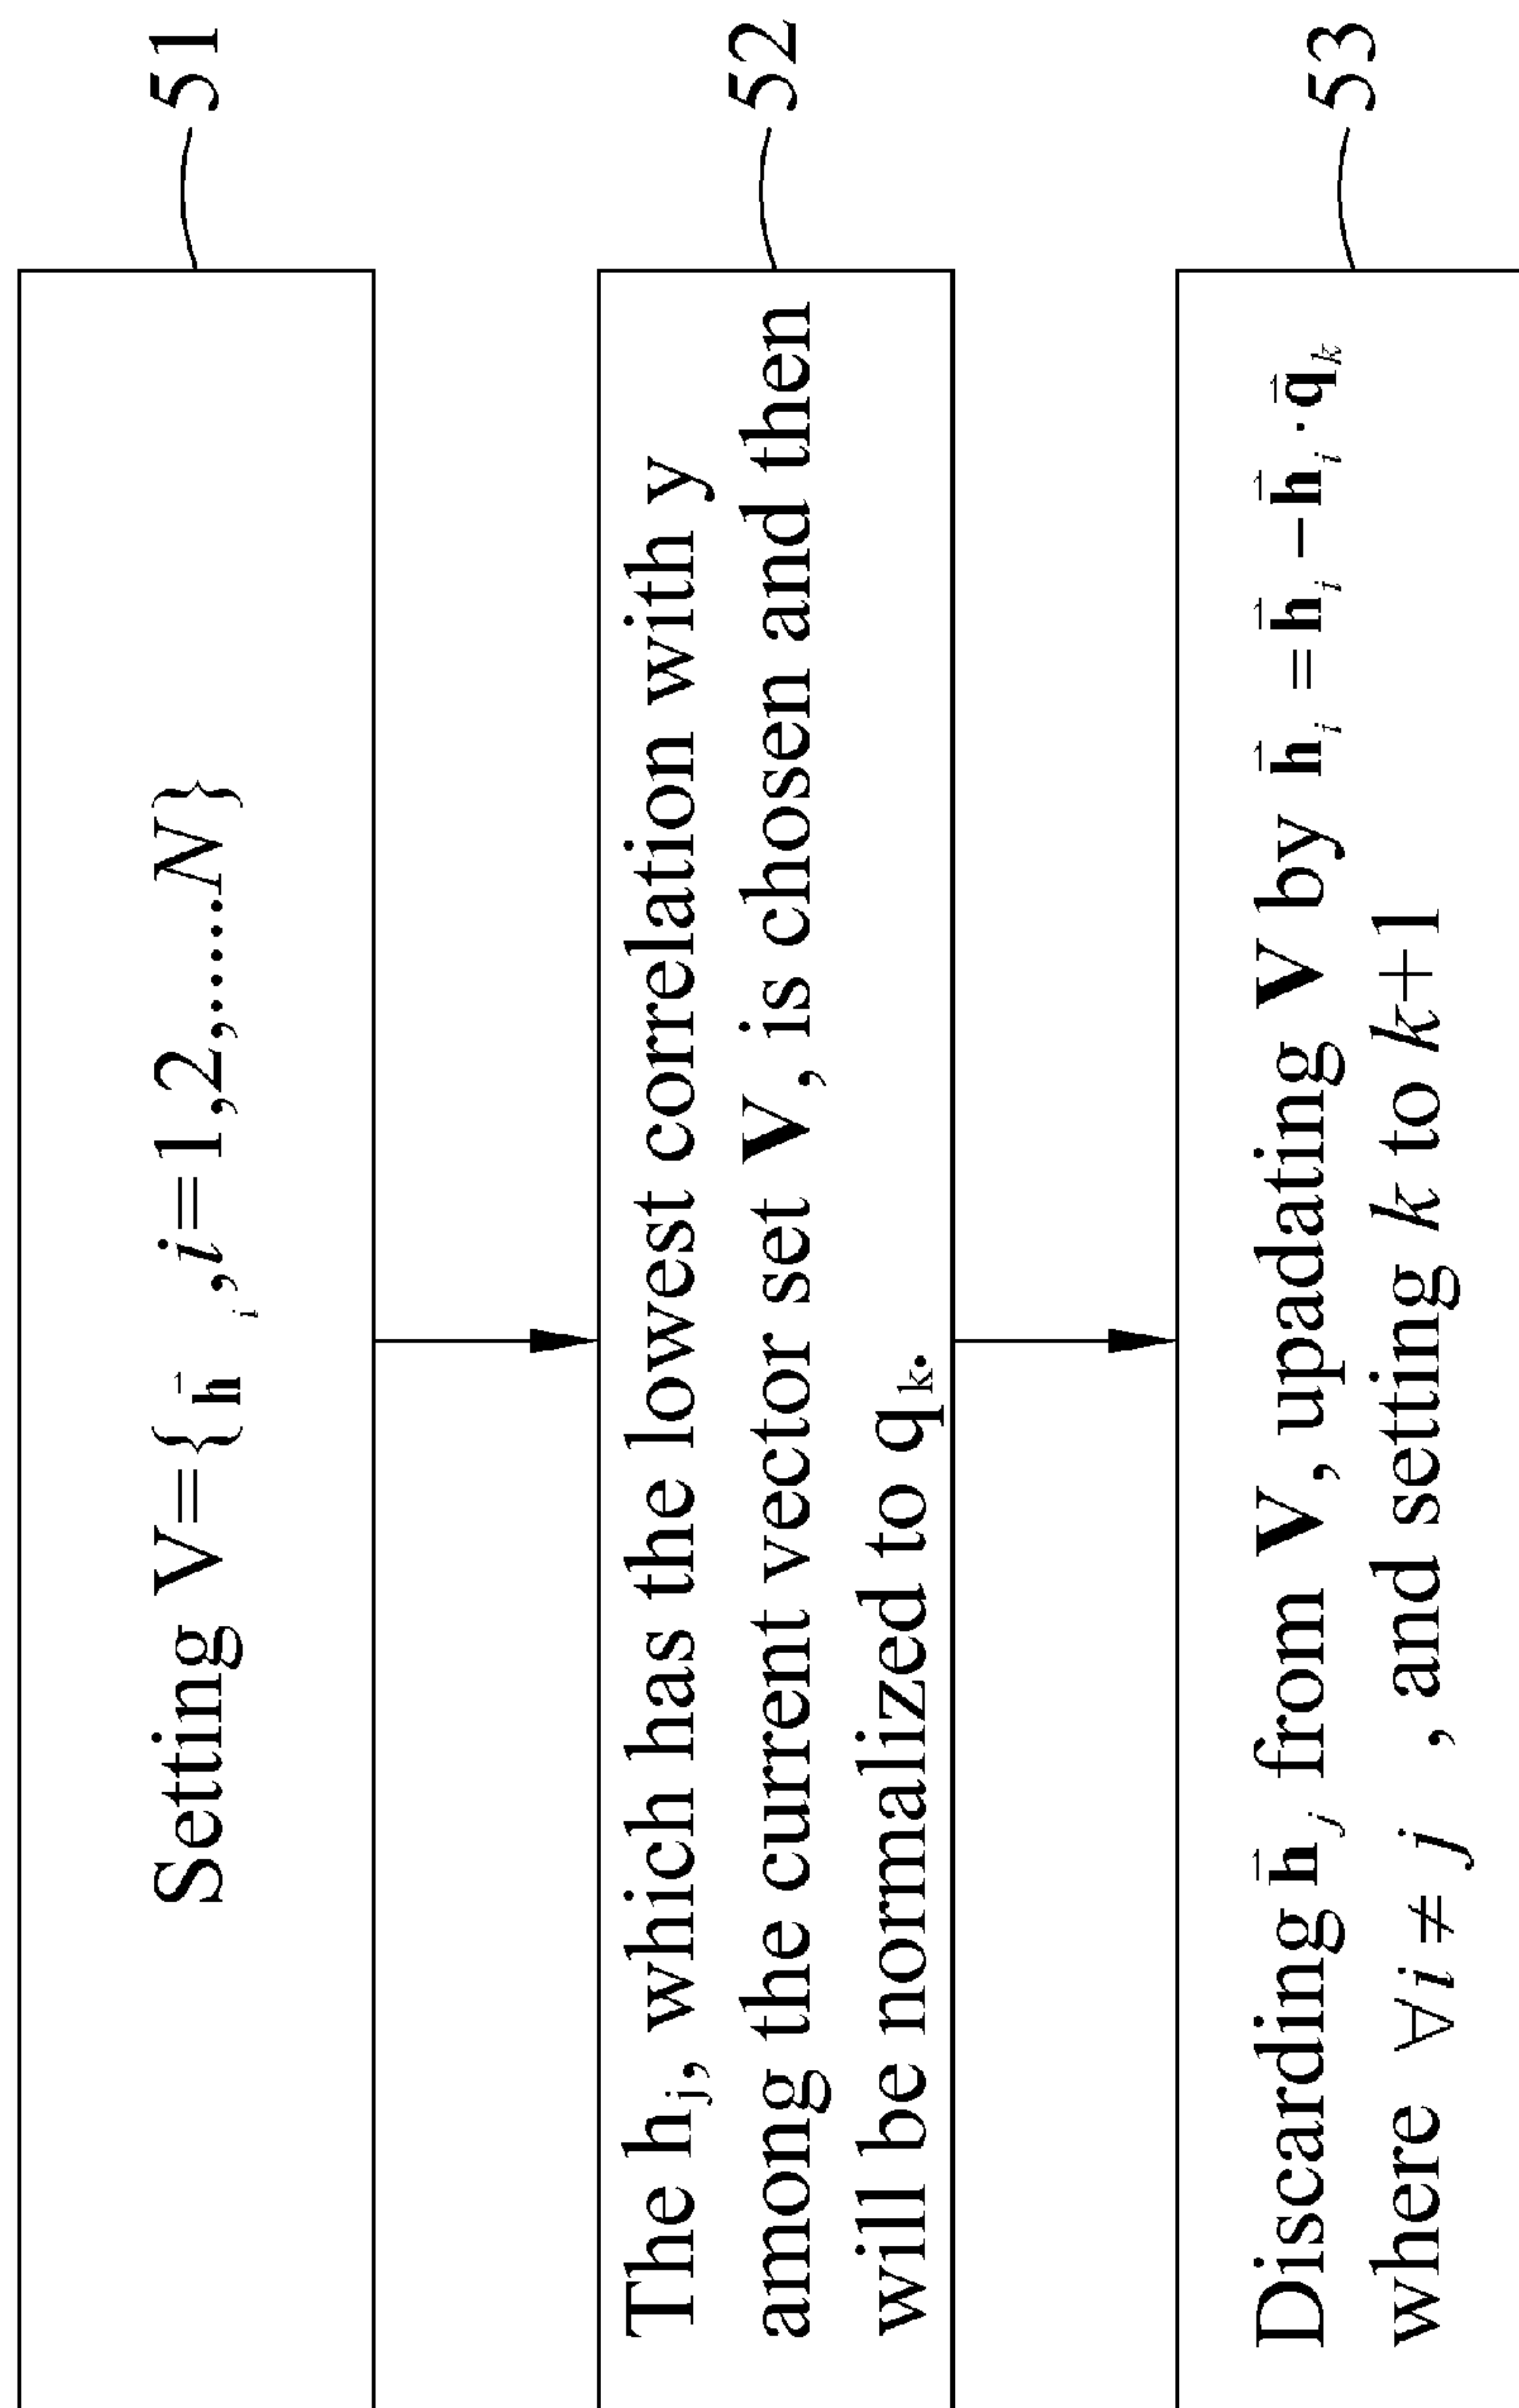 Setting V={h⃗ᵢ,i=1,2,.....N}
51
The hⱼ, which has the lowest correlation with y
among the current vector set V, is chosen and then
will be normalized to qₖ.
52
Discarding h⃗ⱼ from V, upadating V by h⃗ᵢ=h⃗ᵢ−h⃗ᵢ·q⃗ₖ
where ∀i≠j , and setting k to k+1
53